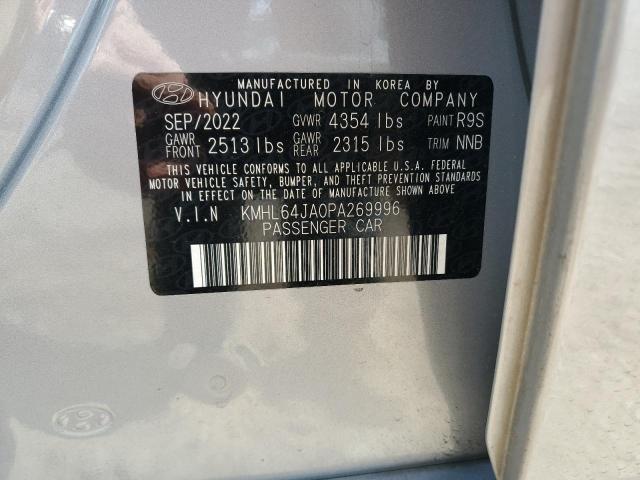 MANUFACTURED IN KOREA BY
HYUNDAI MOTOR COMPANY
SEP/2022 GVWR 4354 lbs PAINT R9S
GAWR FRONT 2513 lbs GAWR REAR 2315 lbs TRIM NNB
THIS VEHICLE CONFORMS TO ALL APPLICABLE U.S.A. FEDERAL
MOTOR VEHICLE SAFETY, BUMPER, AND THEFT PREVENTION STANDARDS
IN EFFECT ON THE DATE OF MANUFACTURE SHOWN ABOVE.
V.I.N KMHL64JA0PA269996
PASSENGER CAR